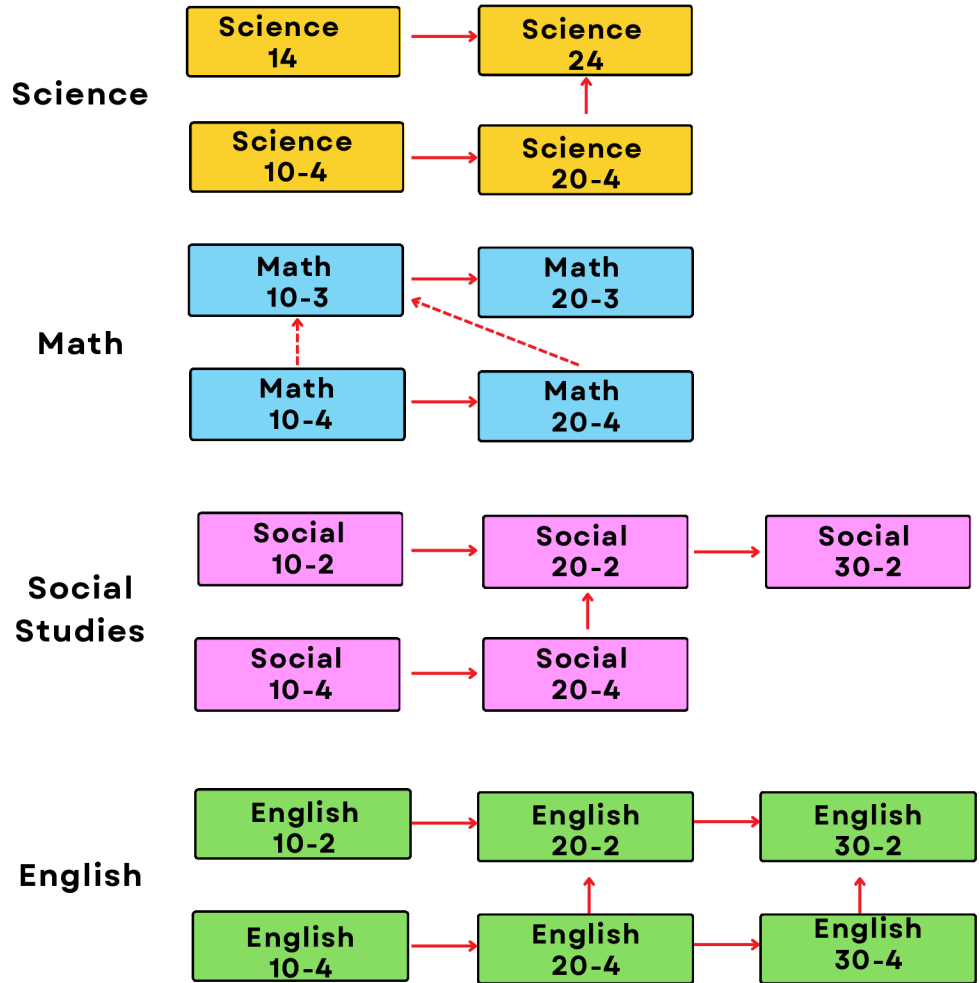 Science
14
Science
24
Science
Science
10-4
Science
20-4
Math
10-3
Math
20-3
Math
Math
10-4
Math
20-4
Social
10-2
Social
20-2
Social
30-2
Social
Studies
Social
10-4
Social
20-4
English
10-2
English
20-2
English
30-2
English
English
10-4
English
20-4
English
30-4